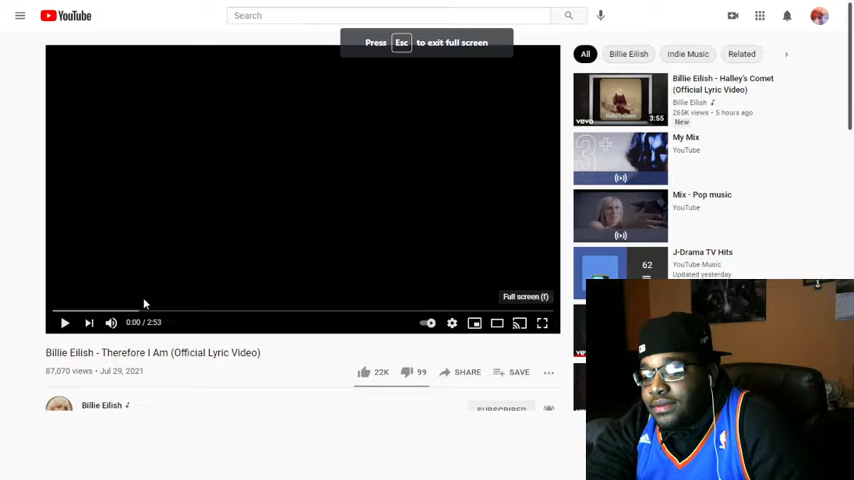 YouTube
Search
Press Esc to exit full screen
All
Billie Eilish
Indie Music
Related
Billie Eilish - Halley's Comet
(Official Lyric Video)
Billie Eilish
265K views • 5 hours ago
New
vevo
3:55
My Mix
YouTube
3+
Mix - Pop music
YouTube
J-Drama TV Hits
YouTube Music
Updated yesterday
62
Full screen (f)
0:00 / 2:53
Billie Eilish - Therefore I Am (Official Lyric Video)
87,070 views • Jul 29, 2021
22K
99
SHARE
SAVE
Billie Eilish
SUBSCRIBED